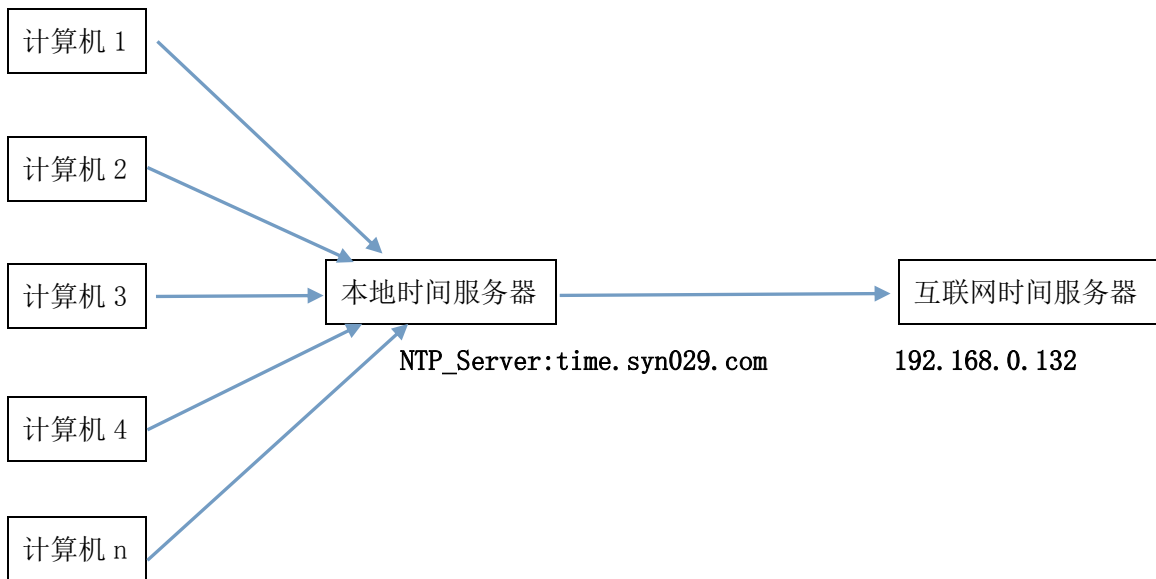 计算机 1
计算机 2
计算机 3
本地时间服务器
互联网时间服务器
NTP_Server:time.syn029.com
192.168.0.132
计算机 4
计算机 n